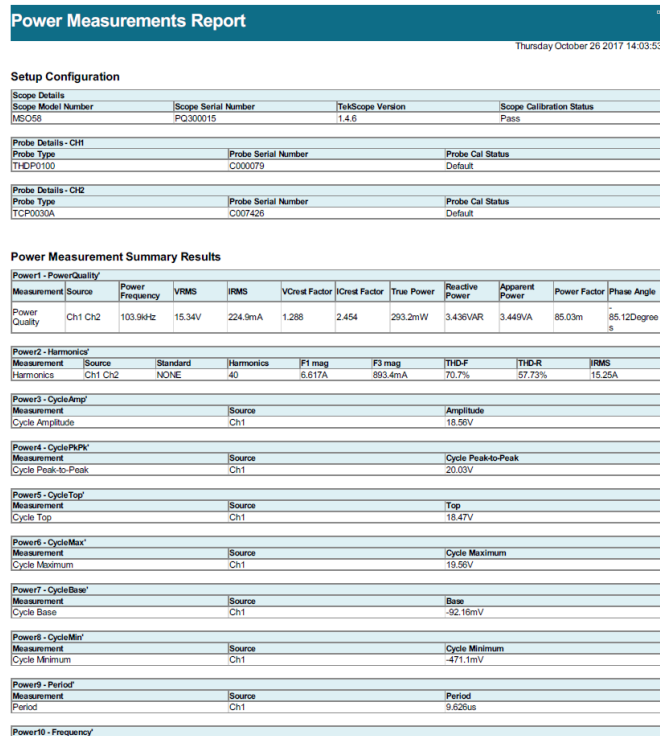 Power Measurements Report
Thursday October 26 2017 14:03:53
Setup Configuration
Scope Details
Scope Model Number Scope Serial Number TekScope Version Scope Calibration Status
MSO58 PQ300015 1.4.6 Pass
Probe Details - CH1
Probe Type Probe Serial Number Probe Cal Status
THDP0100 C000079 Default
Probe Details - CH2
Probe Type Probe Serial Number Probe Cal Status
TCP0030A C007426 Default
Power Measurement Summary Results
Power1 - PowerQuality'
Measurement Source Power Frequency VRMS IRMS VCrest Factor ICrest Factor True Power Reactive Power Apparent Power Power Factor Phase Angle
Power Quality Ch1 Ch2 103.9kHz 15.34V 224.9mA 1.288 2.454 293.2mW 3.436VAR 3.449VA 85.03m -85.12Degrees
Power2 - Harmonics'
Measurement Source Standard Harmonics F1 mag F3 mag THD-F THD-R IRMS
Harmonics Ch1 Ch2 NONE 40 6.617A 893.4mA 70.7% 57.73% 15.25A
Power3 - CycleAmp'
Measurement Source Amplitude
Cycle Amplitude Ch1 18.56V
Power4 - CyclePkPk'
Measurement Source Cycle Peak-to-Peak
Cycle Peak-to-Peak Ch1 20.03V
Power5 - CycleTop'
Measurement Source Top
Cycle Top Ch1 18.47V
Power6 - CycleMax'
Measurement Source Cycle Maximum
Cycle Maximum Ch1 19.56V
Power7 - CycleBase'
Measurement Source Base
Cycle Base Ch1 -92.16mV
Power8 - CycleMin'
Measurement Source Cycle Minimum
Cycle Minimum Ch1 -471.1mV
Power9 - Period'
Measurement Source Period
Period Ch1 9.626us
Power10 - Frequency'